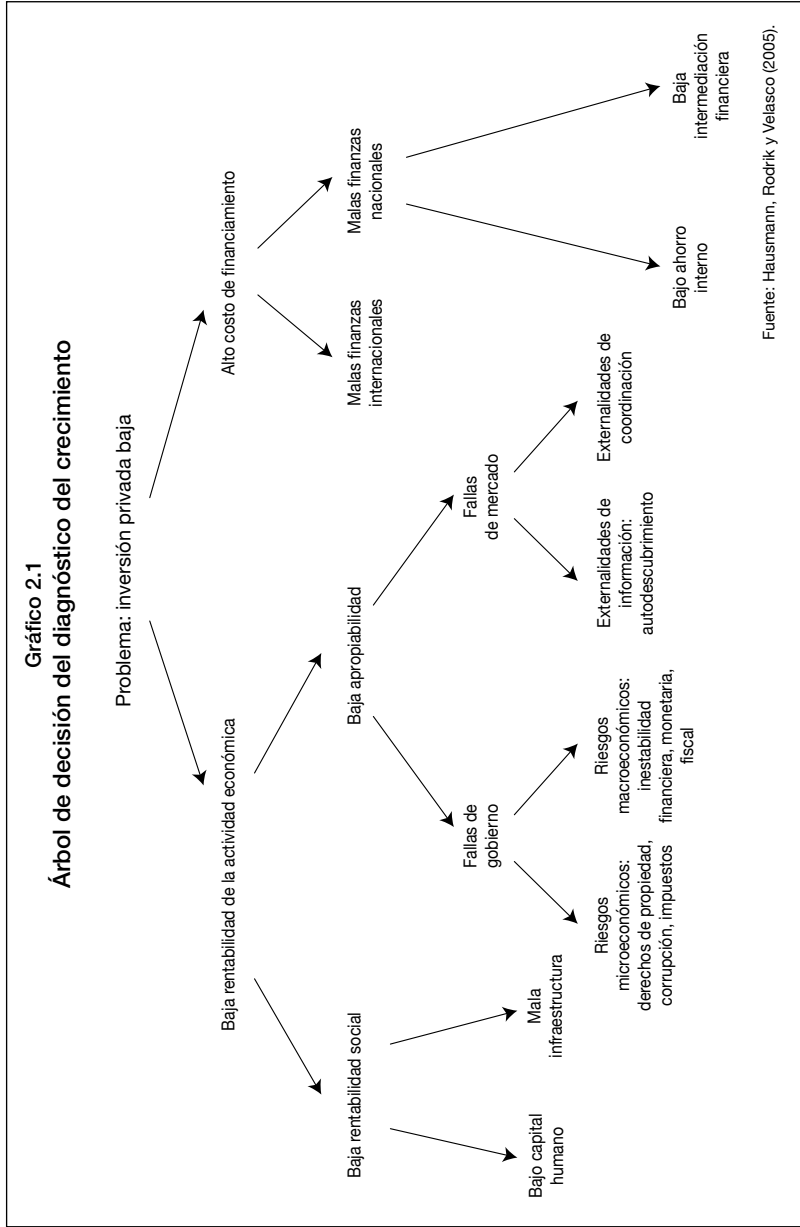 Gráfico 2.1
Árbol de decisión del diagnóstico del crecimiento
Problema: inversión privada baja
Baja rentabilidad de la actividad económica
Alto costo de financiamiento
Baja rentabilidad social
Baja apropiabilidad
Malas finanzas
internacionales
Malas finanzas
nacionales
Bajo capital
humano
Mala
infraestructura
Fallas de
gobierno
Fallas
de mercado
Riesgos
microeconómicos:
derechos de propiedad,
corrupción, impuestos
Riesgos
macroeconómicos:
inestabilidad
financiera, monetaria,
fiscal
Externalidades de
información:
autodescubrimiento
Externalidades de
coordinación
Bajo ahorro
interno
Baja
intermediación
financiera
Fuente: Hausmann, Rodrik y Velasco (2005).